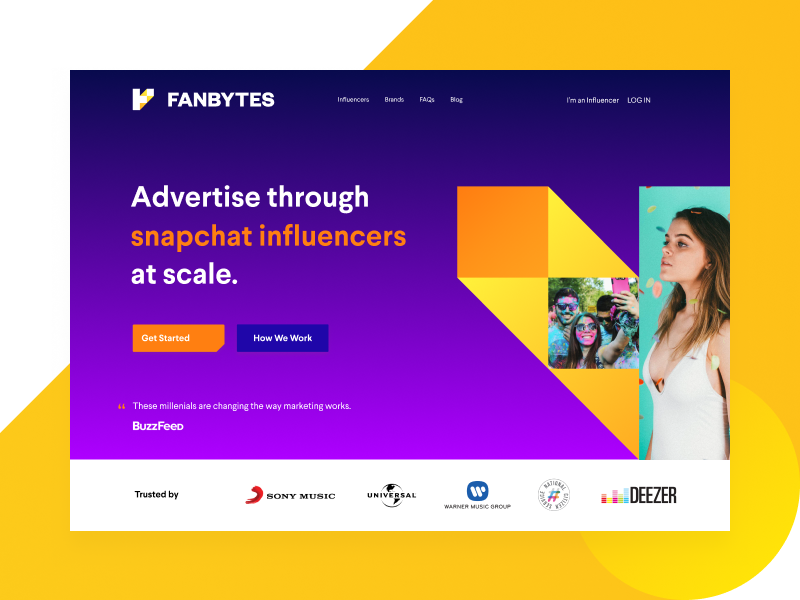 FANBYTES
Influencers Brands FAQs Blog
I'm an Influencer LOG IN
Advertise through
snapchat influencers
at scale.
Get Started How We Work
“ These millenials are changing the way marketing works.
BuzzFeeD
Trusted by
SONY MUSIC
UNIVERSAL
WARNER MUSIC GROUP
NATIONAL CITIZEN SERVICE
DEEZER